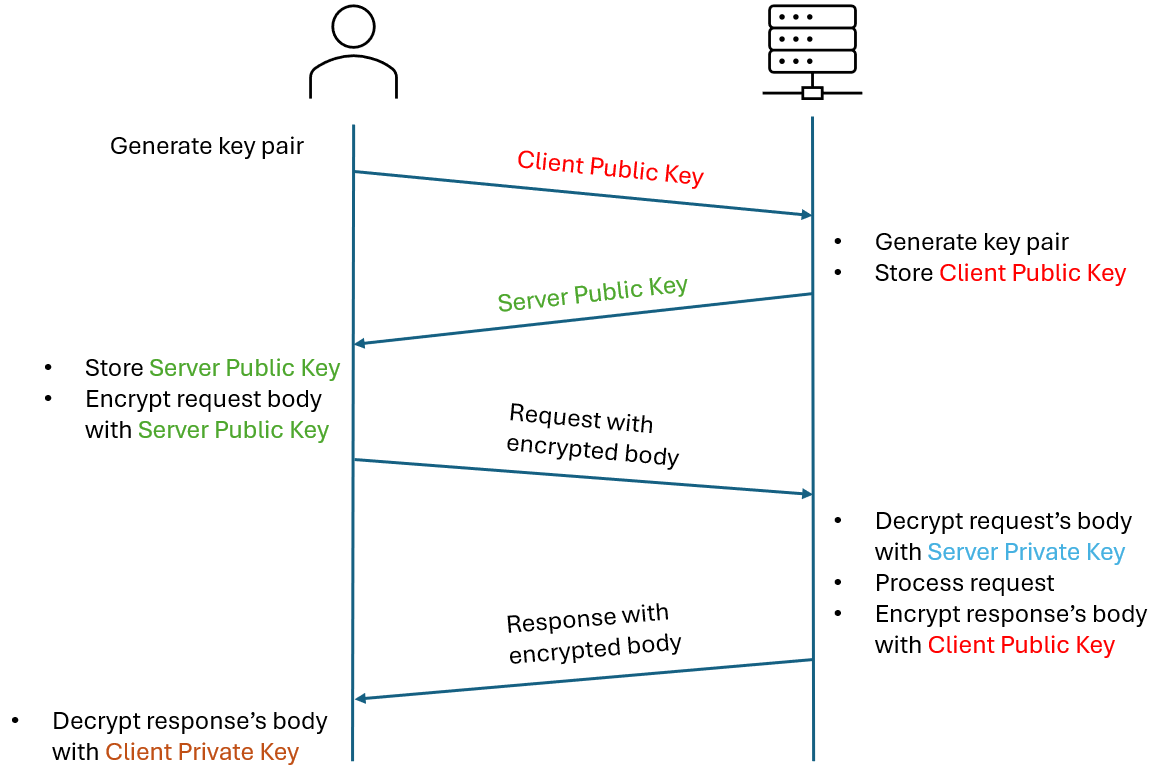 Generate key pair
Client Public Key
• Generate key pair
• Store Client Public Key
Server Public Key
• Store Server Public Key
• Encrypt request body
with Server Public Key
Request with
encrypted body
• Decrypt request’s body
with Server Private Key
• Process request
• Encrypt response’s body
with Client Public Key
Response with
encrypted body
• Decrypt response’s body
with Client Private Key